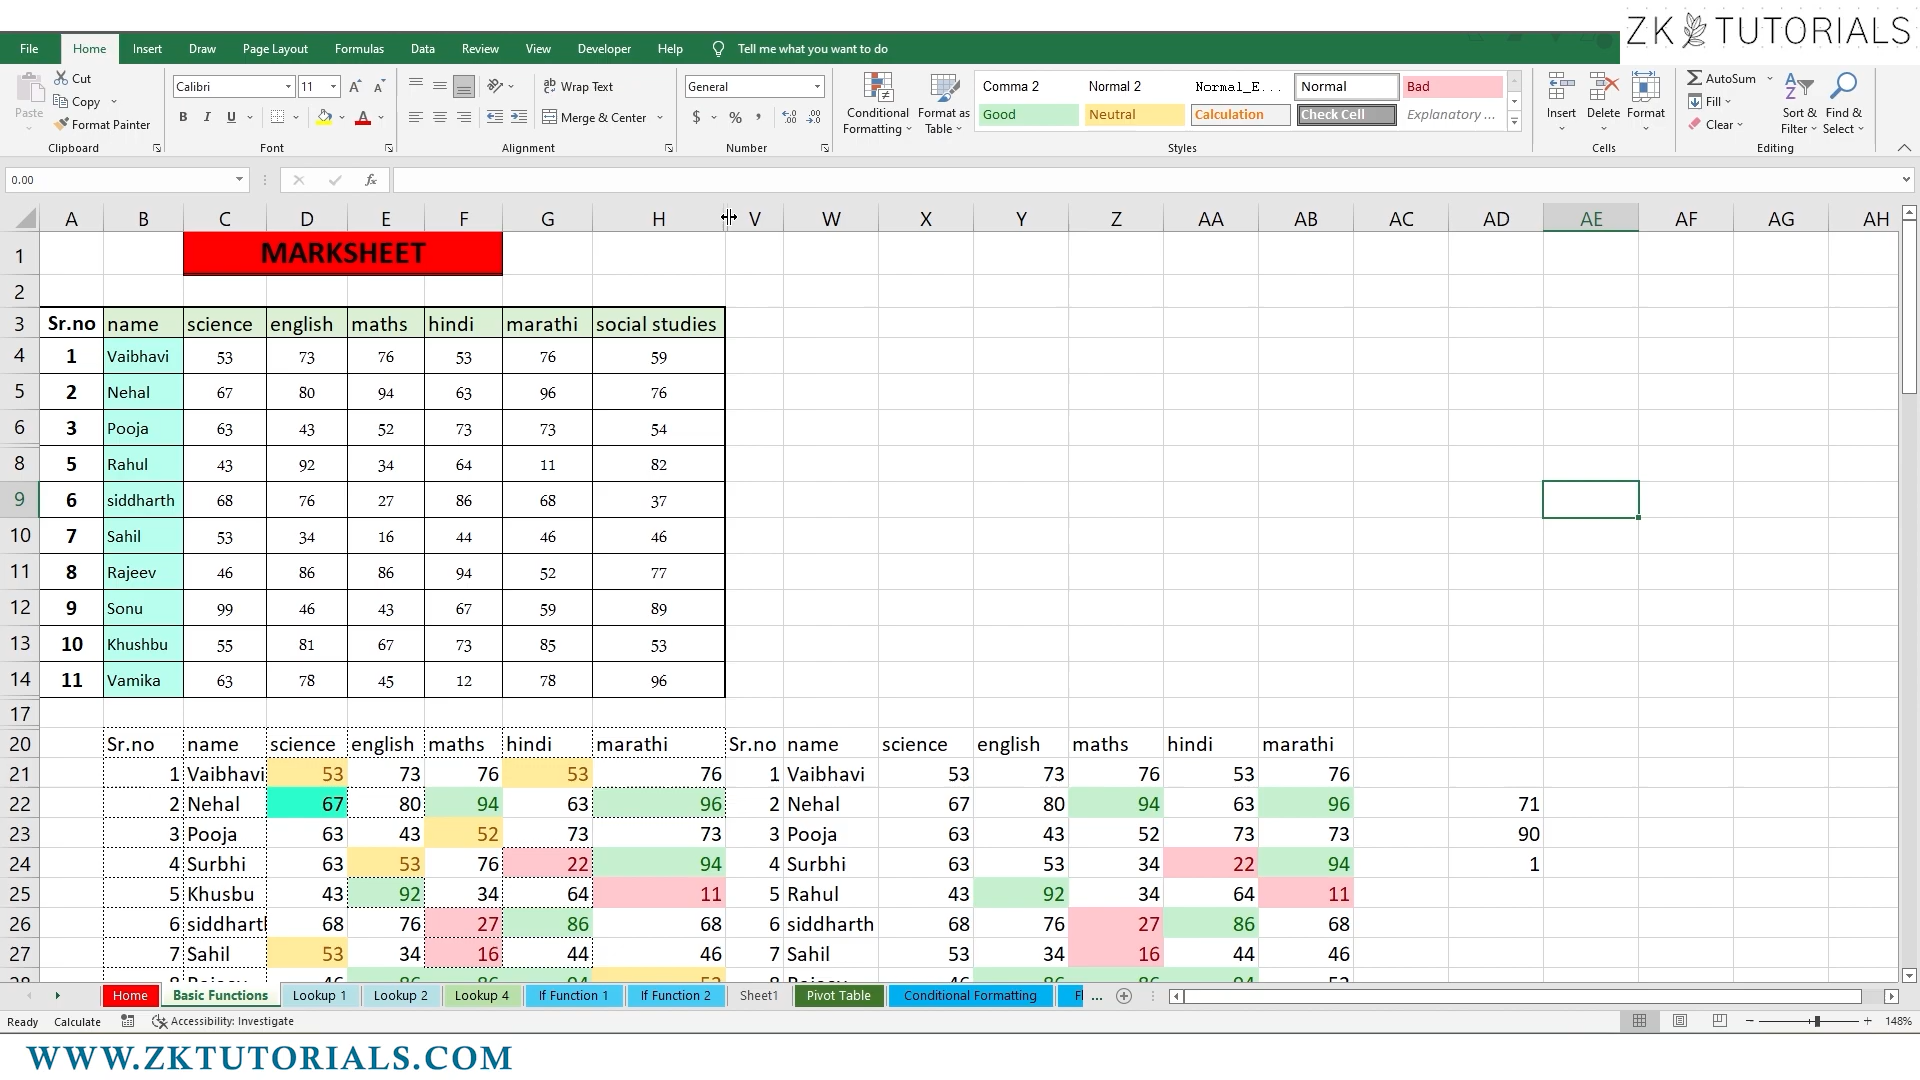 ZK TUTORIALS
File Home Insert Draw Page Layout Formulas Data Review View Developer Help Tell me what you want to do
Cut
Copy
Format Painter
Paste
Clipboard
Calibri 11
B I U
Font
Wrap Text
Merge & Center
Alignment
General
$ %
Number
Conditional Formatting
Format as Table
Comma 2 Normal 2 Normal_E... Normal Bad
Good Neutral Calculation Check Cell Explanatory ...
Styles
Insert Delete Format
Cells
AutoSum
Fill
Clear
Sort & Filter
Find & Select
Editing
0.00 fx
A B C D E F G H V W X Y Z AA AB AC AD AE AF AG AH
1 MARKSHEET
2
3 Sr.no name science english maths hindi marathi social studies
4 1 Vaibhavi 53 73 76 53 76 59
5 2 Nehal 67 80 94 63 96 76
6 3 Pooja 63 43 52 73 73 54
8 5 Rahul 43 92 34 64 11 82
9 6 siddharth 68 76 27 86 68 37
10 7 Sahil 53 34 16 44 46 46
11 8 Rajeev 46 86 86 94 52 77
12 9 Sonu 99 46 43 67 59 89
13 10 Khushbu 55 81 67 73 85 53
14 11 Vamika 63 78 45 12 78 96
17
20 Sr.no name science english maths hindi marathi Sr.no name science english maths hindi marathi
21 1 Vaibhavi 53 73 76 53 76 1 Vaibhavi 53 73 76 53 76
22 2 Nehal 67 80 94 63 96 2 Nehal 67 80 94 63 96 71
23 3 Pooja 63 43 52 73 73 3 Pooja 63 43 52 73 73 90
24 4 Surbhi 63 53 76 22 94 4 Surbhi 63 53 34 22 94 1
25 5 Khusbu 43 92 34 64 11 5 Rahul 43 92 34 64 11
26 6 siddharth 68 76 27 86 68 6 siddharth 68 76 27 86 68
27 7 Sahil 53 34 16 44 46 7 Sahil 53 34 16 44 46
Home Basic Functions Lookup 1 Lookup 2 Lookup 4 If Function 1 If Function 2 Sheet1 Pivot Table Conditional Formatting Fl ...
Ready Calculate Accessibility: Investigate 148%
WWW.ZKTUTORIALS.COM